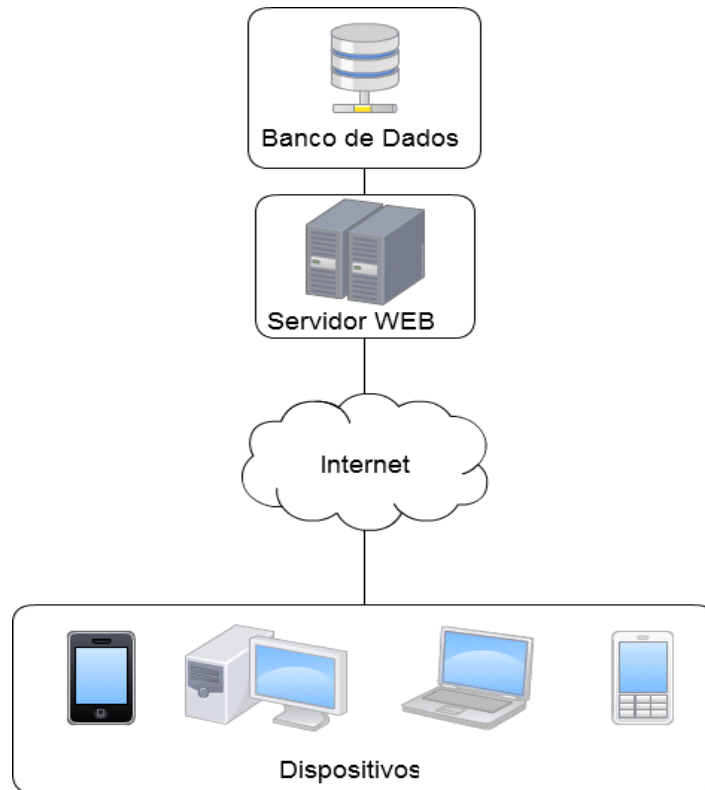 Banco de Dados
Servidor WEB
Internet
Dispositivos